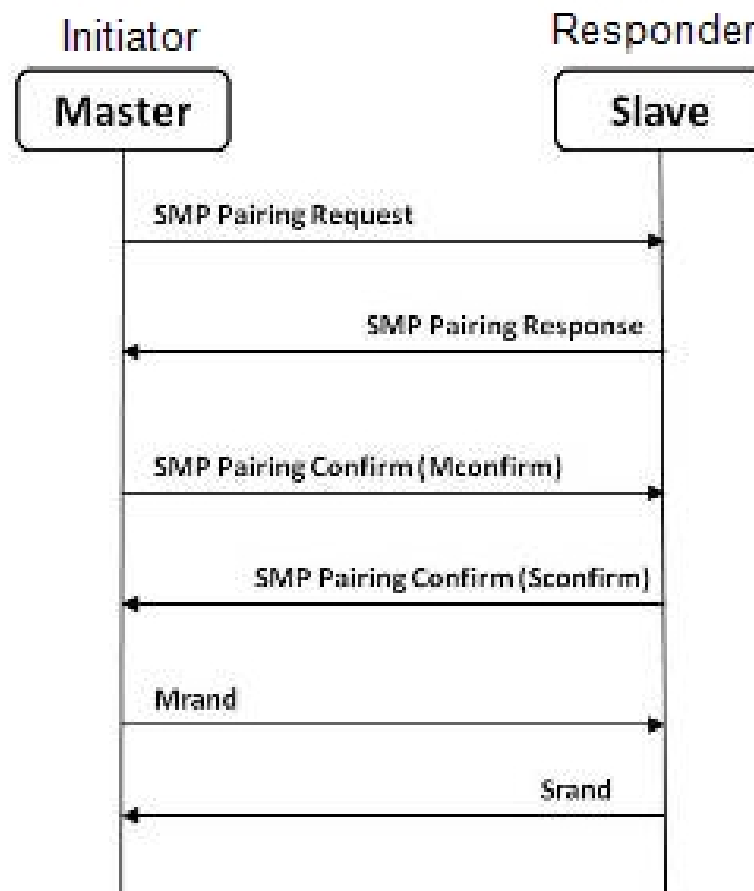 Initiator
Responder
Master
Slave
SMP Pairing Request
SMP Pairing Response
SMP Pairing Confirm (Mconfirm)
SMP Pairing Confirm (Sconfirm)
Mrand
Srand